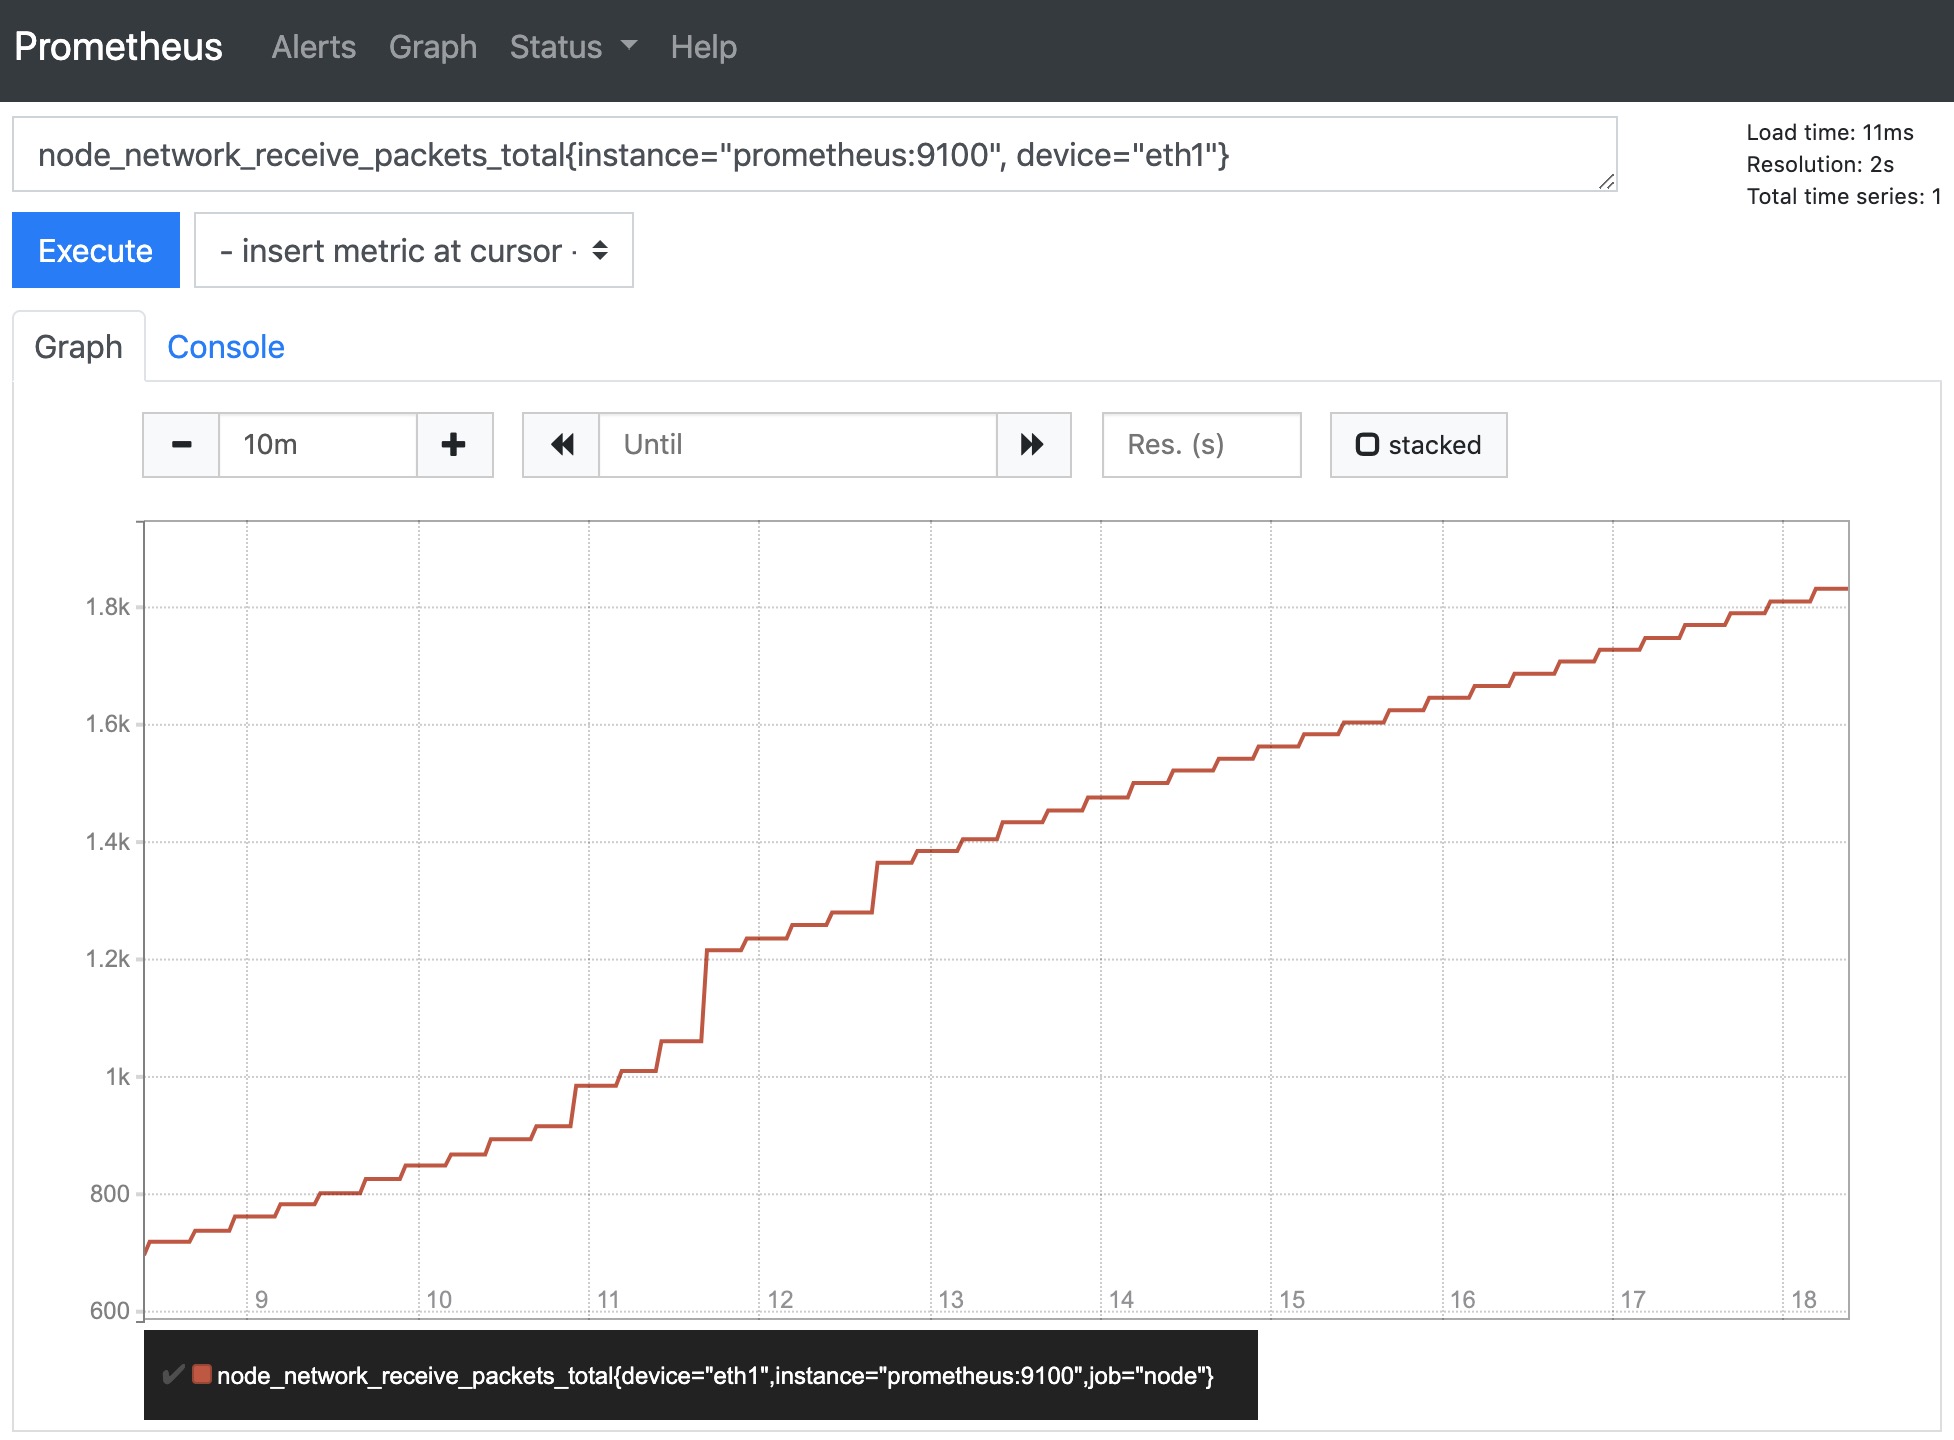 Prometheus Alerts Graph Status Help
node_network_receive_packets_total{instance="prometheus:9100", device="eth1"}
Load time: 11ms
Resolution: 2s
Total time series: 1
Execute
- insert metric at cursor -
Graph Console
10m
Until
Res. (s)
stacked
1.8k
1.6k
1.4k
1.2k
1k
800
600
9 10 11 12 13 14 15 16 17 18
node_network_receive_packets_total{device="eth1",instance="prometheus:9100",job="node"}